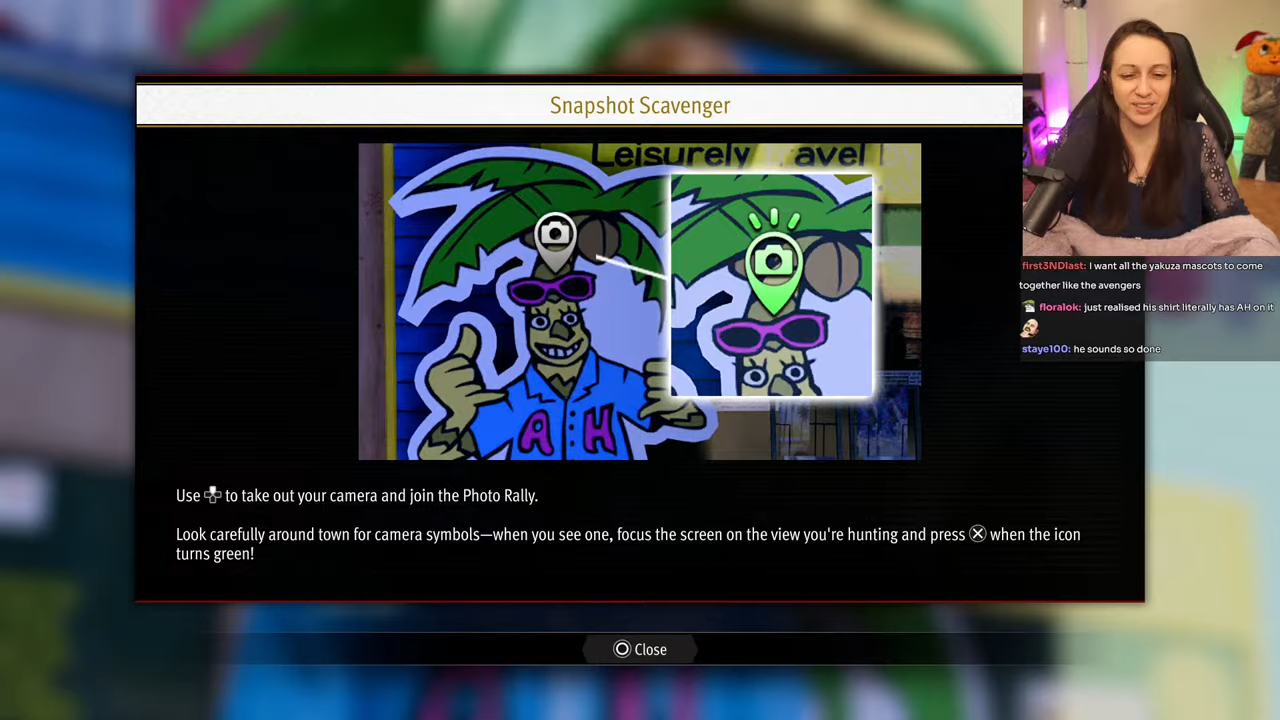 Snapshot Scavenger
Leisurely Travel by
A H
Use to take out your camera and join the Photo Rally.
Look carefully around town for camera symbols—when you see one, focus the screen on the view you're hunting and press when the icon
turns green!
Close
first3NDlast: I want all the yakuza mascots to come
together like the avengers
floralok: just realised his shirt literally has AH on it
staye100: he sounds so done